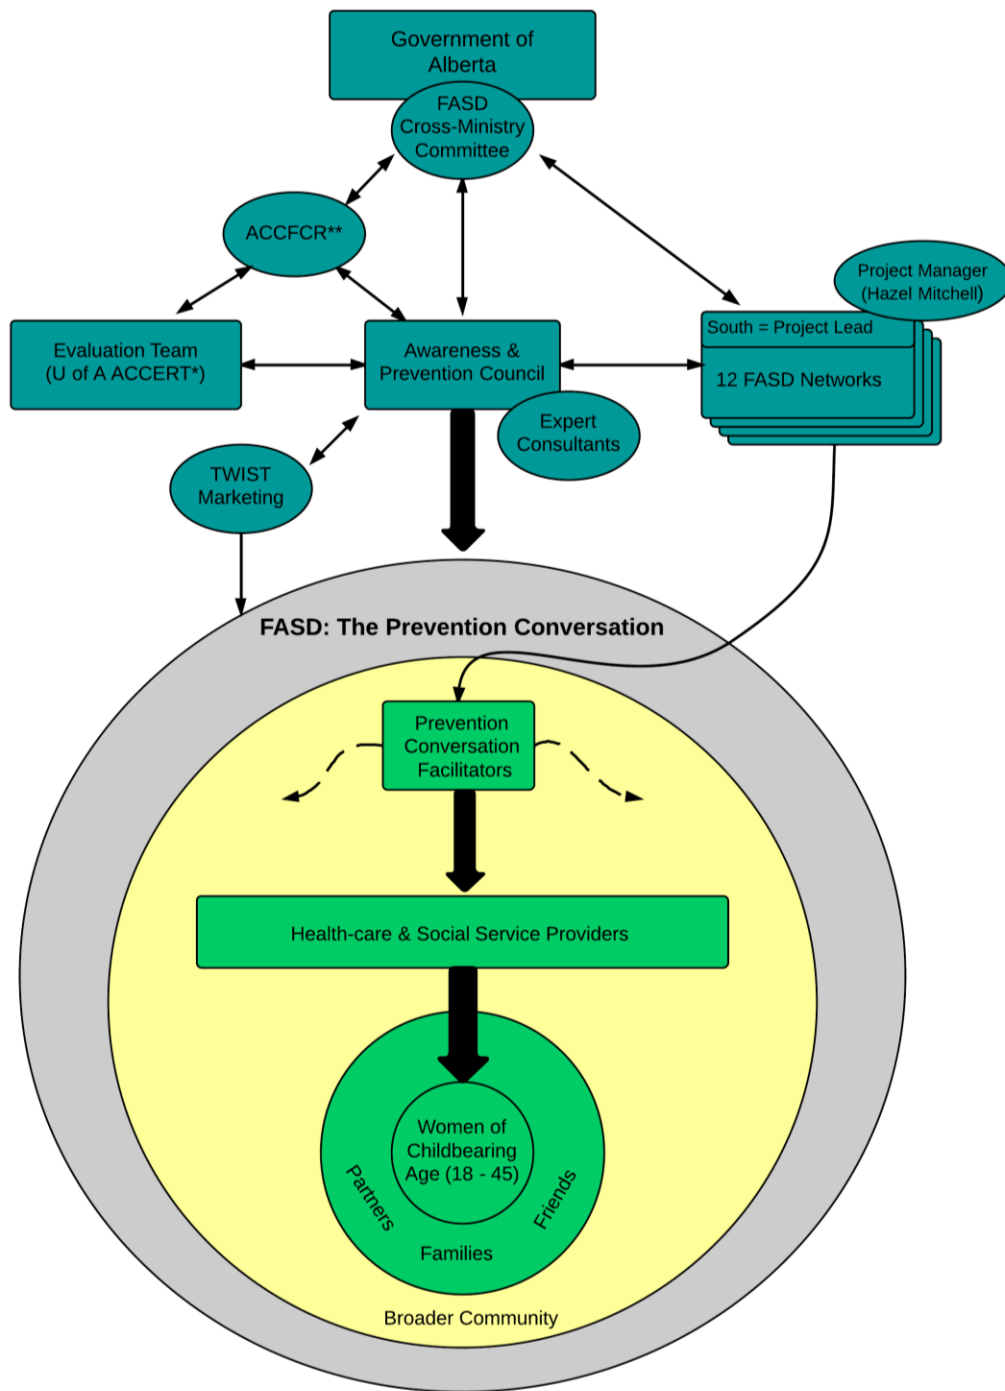 Government of
Alberta
FASD
Cross-Ministry
Committee
ACCFCR**
Project Manager
(Hazel Mitchell)
South = Project Lead
12 FASD Networks
Evaluation Team
(U of A ACCERT*)
Awareness &
Prevention Council
Expert
Consultants
TWIST
Marketing
FASD: The Prevention Conversation
Prevention
Conversation
Facilitators
Health-care & Social Service Providers
Women of
Childbearing
Age (18 - 45)
Partners
Families
Friends
Broader Community